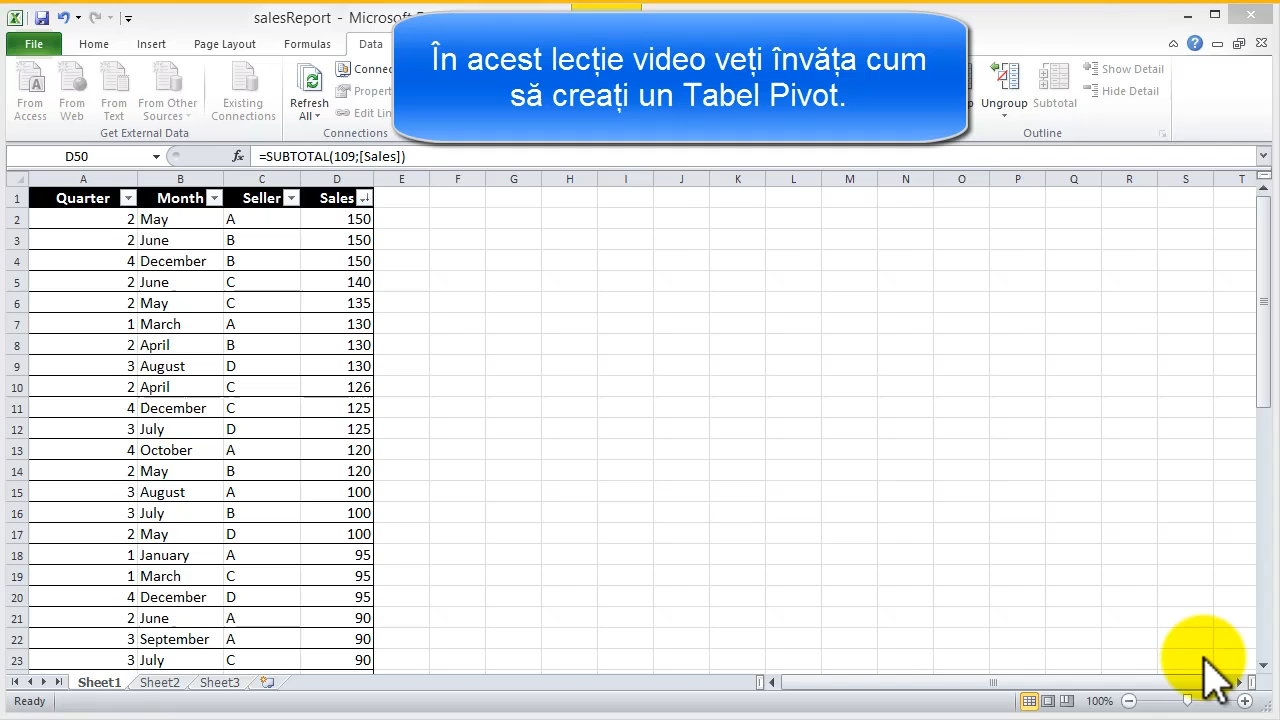 salesReport - Microsoft
În acest lecție video veți învăța cum
să creați un Tabel Pivot.
File Home Insert Page Layout Formulas Data
From Access
From Web
From Text
From Other Sources
Existing Connections
Refresh All
Connec
Propert
Edit Lin
Ungroup
Subtotal
Show Detail
Hide Detail
Get External Data Connections Outline
D50 fx =SUBTOTAL(109;[Sales])
A B C D E F G H I J K L M N O P Q R S T
1 Quarter Month Seller Sales
2 2 May A 150
3 2 June B 150
4 4 December B 150
5 2 June C 140
6 2 May C 135
7 1 March A 130
8 2 April B 130
9 3 August D 130
10 2 April C 126
11 4 December C 125
12 3 July D 125
13 4 October A 120
14 2 May B 120
15 3 August A 100
16 3 July B 100
17 2 May D 100
18 1 January A 95
19 1 March C 95
20 4 December D 95
21 2 June A 90
22 3 September A 90
23 3 July C 90
Sheet1 Sheet2 Sheet3
Ready 100%